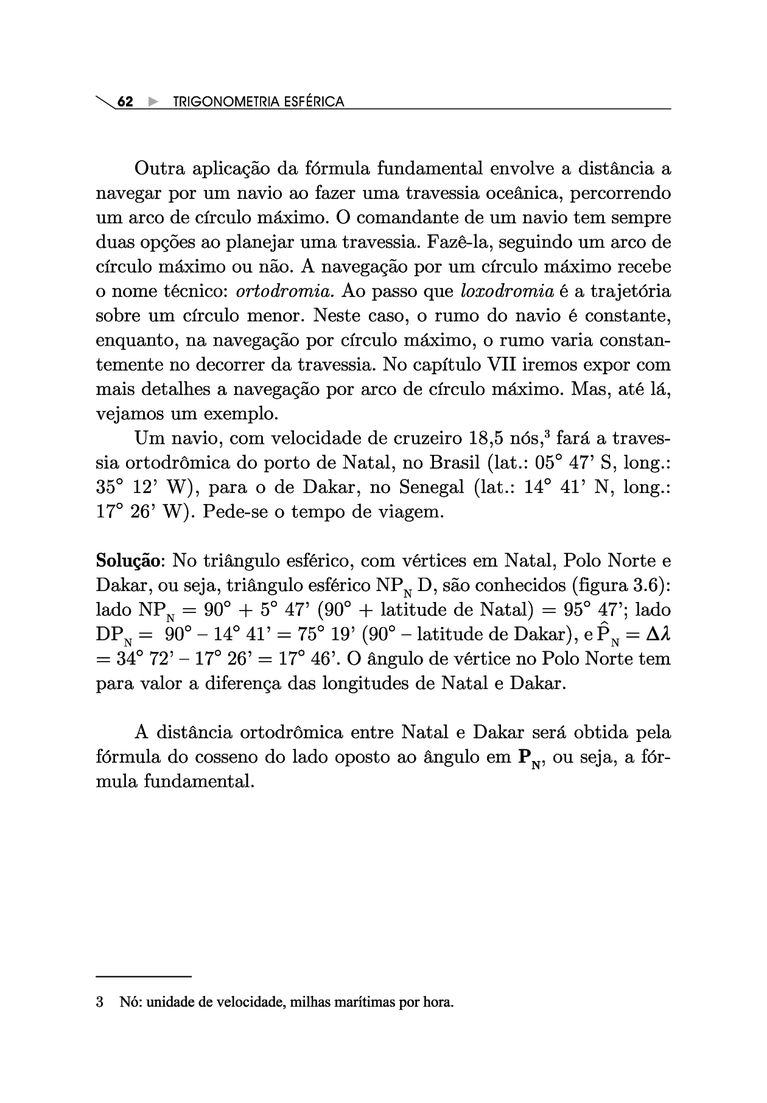 62 ► TRIGONOMETRIA ESFÉRICA
Outra aplicação da fórmula fundamental envolve a distância a
navegar por um navio ao fazer uma travessia oceânica, percorrendo
um arco de círculo máximo. O comandante de um navio tem sempre
duas opções ao planejar uma travessia. Fazê-la, seguindo um arco de
círculo máximo ou não. A navegação por um círculo máximo recebe
o nome técnico: ortodromia. Ao passo que loxodromia é a trajetória
sobre um círculo menor. Neste caso, o rumo do navio é constante,
enquanto, na navegação por círculo máximo, o rumo varia constan-
temente no decorrer da travessia. No capítulo VII iremos expor com
mais detalhes a navegação por arco de círculo máximo. Mas, até lá,
vejamos um exemplo.
Um navio, com velocidade de cruzeiro 18,5 nós,³ fará a traves-
sia ortodrômica do porto de Natal, no Brasil (lat.: 05° 47’ S, long.:
35° 12’ W), para o de Dakar, no Senegal (lat.: 14° 41’ N, long.:
17° 26’ W). Pede-se o tempo de viagem.
Solução: No triângulo esférico, com vértices em Natal, Polo Norte e
Dakar, ou seja, triângulo esférico NP_N D, são conhecidos (figura 3.6):
lado NP_N = 90° + 5° 47’ (90° + latitude de Natal) = 95° 47’; lado
DP_N = 90° – 14° 41’ = 75° 19’ (90° – latitude de Dakar), e P̂_N = Δλ
= 34° 72’ – 17° 26’ = 17° 46’. O ângulo de vértice no Polo Norte tem
para valor a diferença das longitudes de Natal e Dakar.
A distância ortodrômica entre Natal e Dakar será obtida pela
fórmula do cosseno do lado oposto ao ângulo em P_N, ou seja, a fór-
mula fundamental.
3 Nó: unidade de velocidade, milhas marítimas por hora.